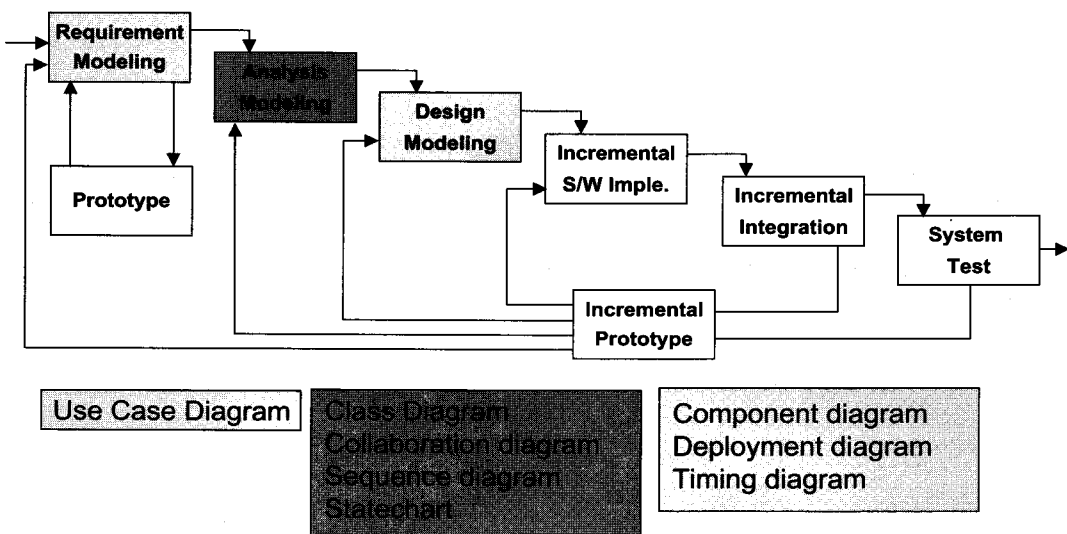 Requirement
Modeling
Analysis
Modeling
Design
Modeling
Prototype
Incremental
S/W Imple.
Incremental
Integration
System
Test
Incremental
Prototype
Use Case Diagram
Class Diagram
Collaboration diagram
Sequence diagram
Statechart
Component diagram
Deployment diagram
Timing diagram